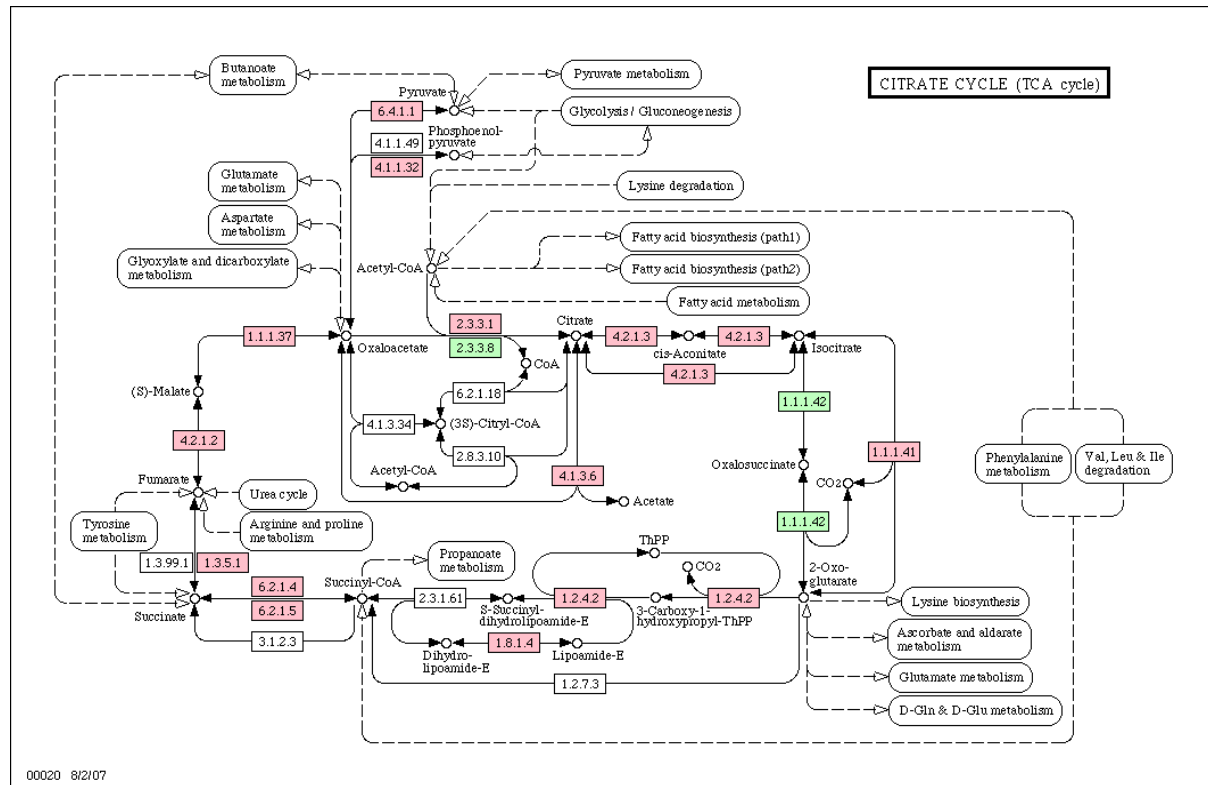 Butanoate
metabolism
Pyruvate
Pyruvate metabolism
CITRATE CYCLE (TCA cycle)
6.4.1.1
Glycolysis / Gluconeogenesis
4.1.1.49
Phosphoenol-
pyruvate
4.1.1.32
Glutamate
metabolism
Lysine degradation
Aspartate
metabolism
Fatty acid biosynthesis (path1)
Glyoxylate and dicarboxylate
metabolism
Acetyl-CoA
Fatty acid biosynthesis (path2)
Fatty acid metabolism
1.1.1.37
Oxaloacetate
2.3.3.1
2.3.3.8
Citrate
4.2.1.3
cis-Aconitate
4.2.1.3
Isocitrate
CoA
4.2.1.3
(S)-Malate
6.2.1.18
1.1.1.42
4.1.3.34
(3S)-Citryl-CoA
4.2.1.2
2.8.3.10
1.1.1.41
Phenylalanine
metabolism
Val, Leu & Ile
degradation
Oxalosuccinate
Acetyl-CoA
4.1.3.6
CO2
Fumarate
Urea cycle
Acetate
Tyrosine
metabolism
Arginine and proline
metabolism
1.1.1.42
ThPP
1.3.99.1
1.3.5.1
Propanoate
metabolism
CO2
2-Oxo-
glutarate
6.2.1.4
Succinyl-CoA
6.2.1.5
2.3.1.61
1.2.4.2
1.2.4.2
Lysine biosynthesis
Succinate
S-Succinyl-
dihydrolipoamide-E
3-Carboxy-1-
hydroxypropyl-ThPP
3.1.2.3
1.8.1.4
Ascorbate and aldarate
metabolism
Dihydro-
lipoamide-E
Lipoamide-E
Glutamate metabolism
1.2.7.3
D-Gln & D-Glu metabolism
00020 8/2/07